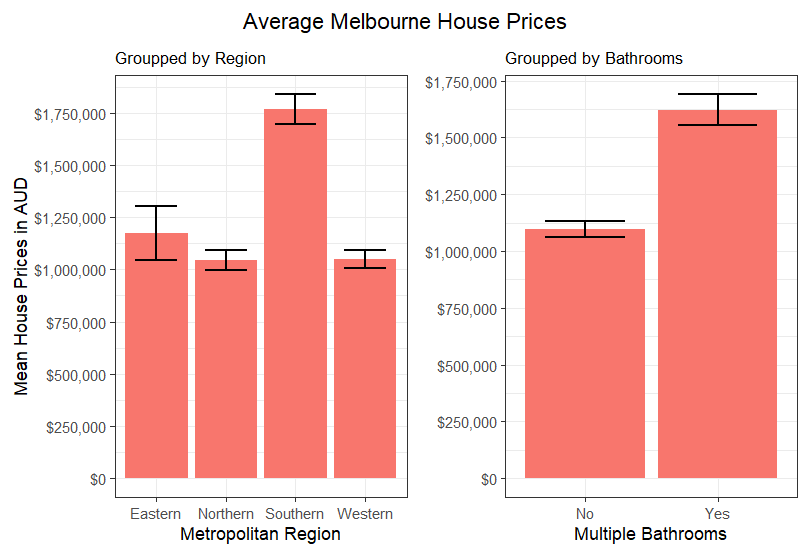 Average Melbourne House Prices
Groupped by Region
Mean House Prices in AUD
$1,750,000
$1,500,000
$1,250,000
$1,000,000
$750,000
$500,000
$250,000
$0
Eastern Northern Southern Western
Metropolitan Region
Groupped by Bathrooms
$1,750,000
$1,500,000
$1,250,000
$1,000,000
$750,000
$500,000
$250,000
$0
No Yes
Multiple Bathrooms